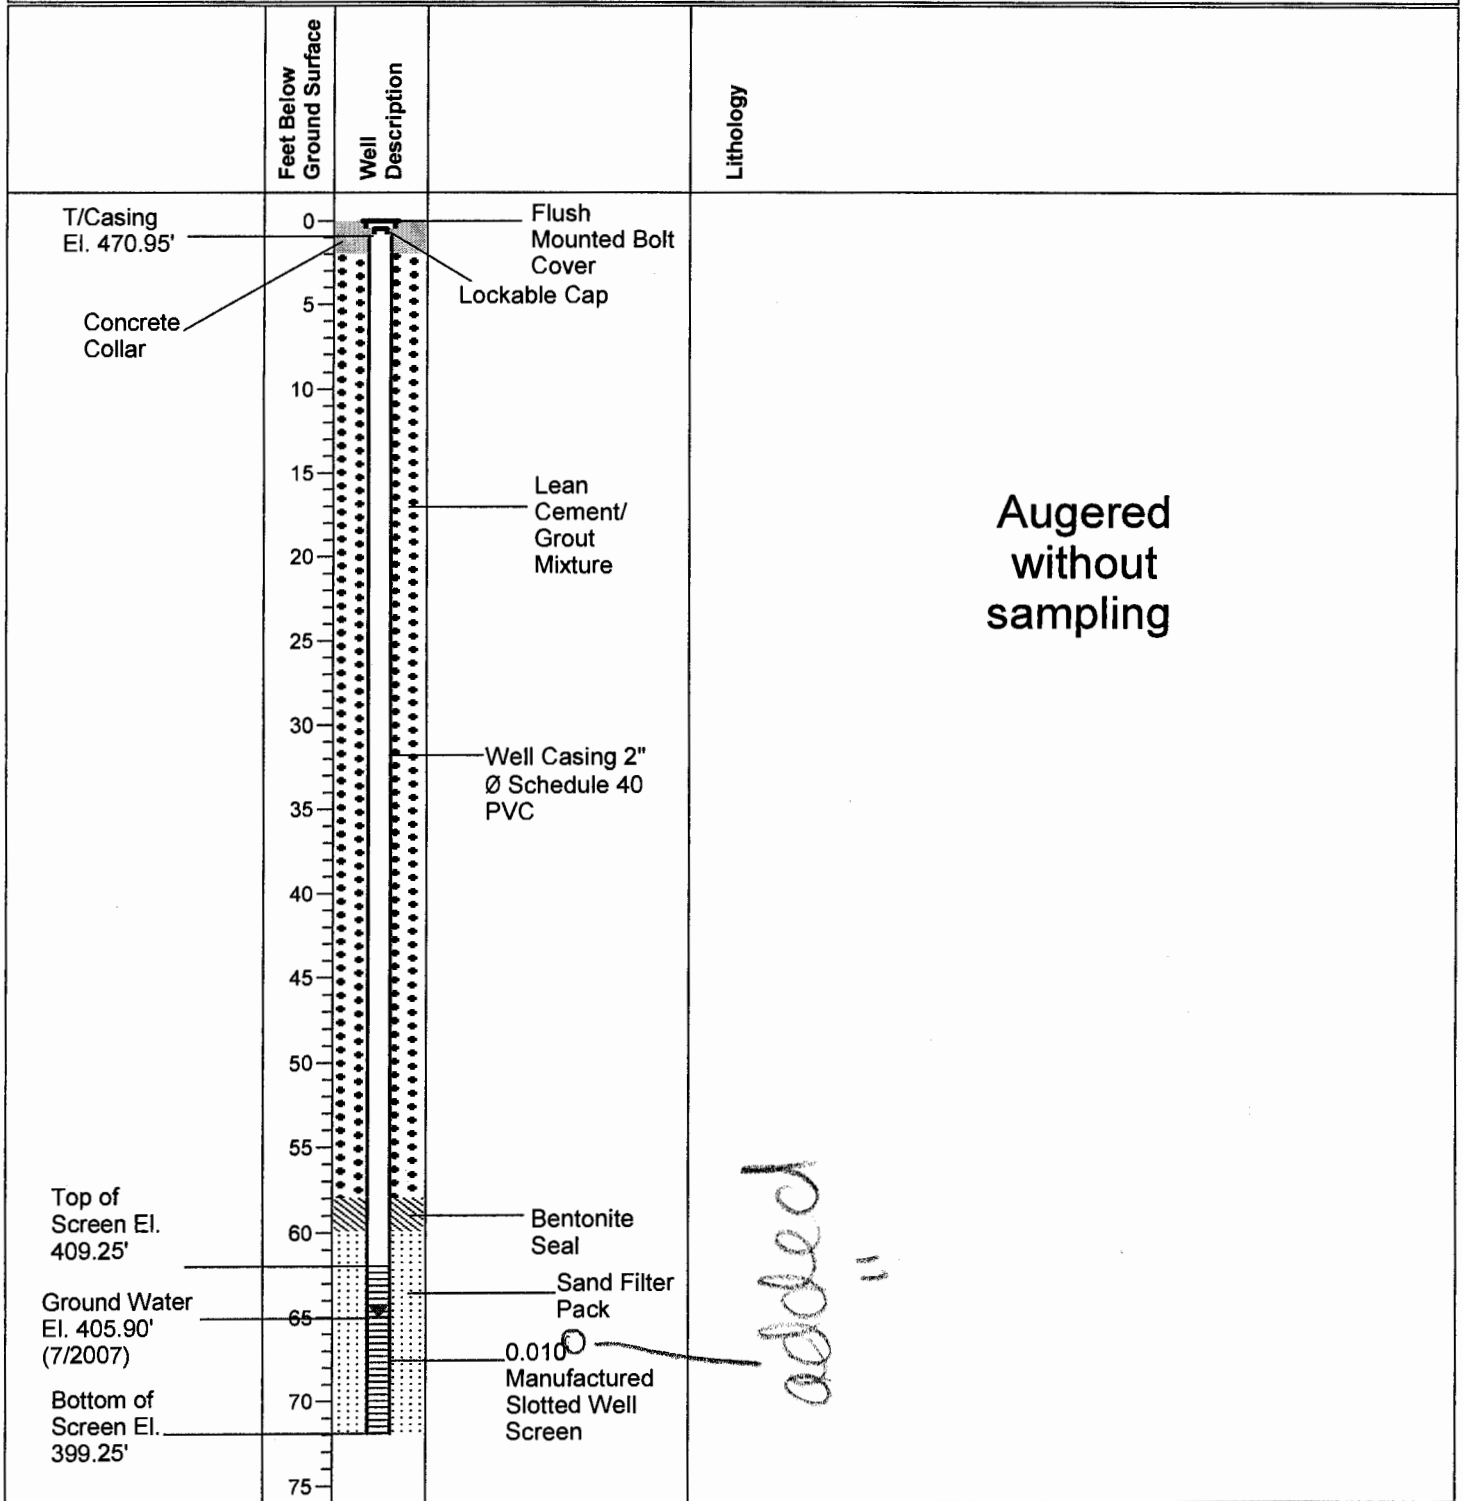 Feet Below
Ground Surface
Well
Description
Lithology
T/Casing
El. 470.95'
Concrete
Collar
0
5
10
15
20
25
30
35
40
45
50
55
60
65
70
75
Flush
Mounted Bolt
Cover
Lockable Cap
Lean
Cement/
Grout
Mixture
Well Casing 2"
Ø Schedule 40
PVC
Augered
without
sampling
Top of
Screen El.
409.25'
Ground Water
El. 405.90'
(7/2007)
Bottom of
Screen El.
399.25'
Bentonite
Seal
Sand Filter
Pack
0.010
Manufactured
Slotted Well
Screen
added
"